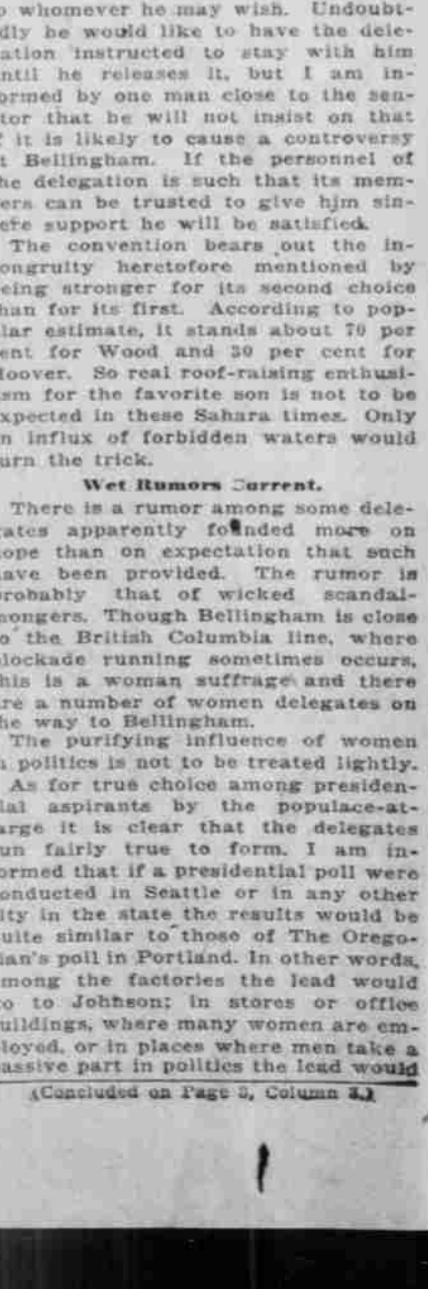 o whomever he may wish. Undoubt-
dly he would like to have the dele-
ation instructed to stay with him
ntil he releases it, but I am in-
ormed by one man close to the sen-
tor that he will not insist on that
f it is likely to cause a controversy
t Bellingham. If the personnel of
he delegation is such that its mem-
ers can be trusted to give him sin-
ere support he will be satisfied.
The convention bears out the in-
ongruity heretofore mentioned by
eing stronger for its second choice
han for its first. According to pop-
lar estimate, it stands about 70 per
ent for Wood and 30 per cent for
Hoover. So real roof-raising enthusi-
sm for the favorite son is not to be
xpected in these Sahara times. Only
n influx of forbidden waters would
urn the trick.
Wet Rumors Current.
There is a rumor among some dele-
ates apparently founded more on
ope than on expectation that such
ave been provided. The rumor is
robably that of wicked scandal-
ongers. Though Bellingham is close
o the British Columbia line, where
lockade running sometimes occurs,
his is a woman suffrage and there
re a number of women delegates on
he way to Bellingham.
The purifying influence of women
n politics is not to be treated lightly.
As for true choice among presiden-
ial aspirants by the populace-at-
arge it is clear that the delegates
un fairly true to form. I am in-
ormed that if a presidential poll were
onducted in Seattle or in any other
ity in the state the results would be
uite similar to those of The Orego-
ian's poll in Portland. In other words,
mong the factories the lead would
o to Johnson; in stores or office
uildings, where many women are em-
loyed, or in places where men take a
assive part in politics the lead would
(Concluded on Page 3, Column